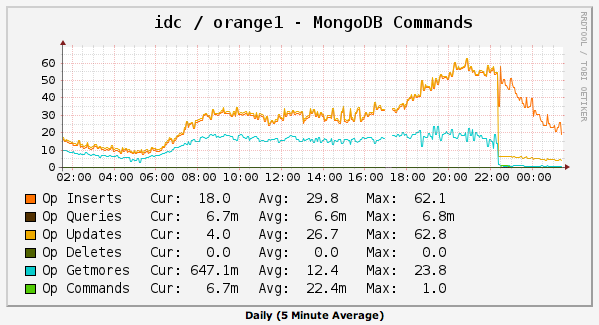 idc / orange1 - MongoDB Commands
RRDTOOL / TOBI OETIKER
60
50
40
30
20
10
0
02:00 04:00 06:00 08:00 10:00 12:00 14:00 16:00 18:00 20:00 22:00 00:00
Op Inserts Cur: 18.0 Avg: 29.8 Max: 62.1
Op Queries Cur: 6.7m Avg: 6.6m Max: 6.8m
Op Updates Cur: 4.0 Avg: 26.7 Max: 62.8
Op Deletes Cur: 0.0 Avg: 0.0 Max: 0.0
Op Getmores Cur: 647.1m Avg: 12.4 Max: 23.8
Op Commands Cur: 6.7m Avg: 22.4m Max: 1.0
Daily (5 Minute Average)